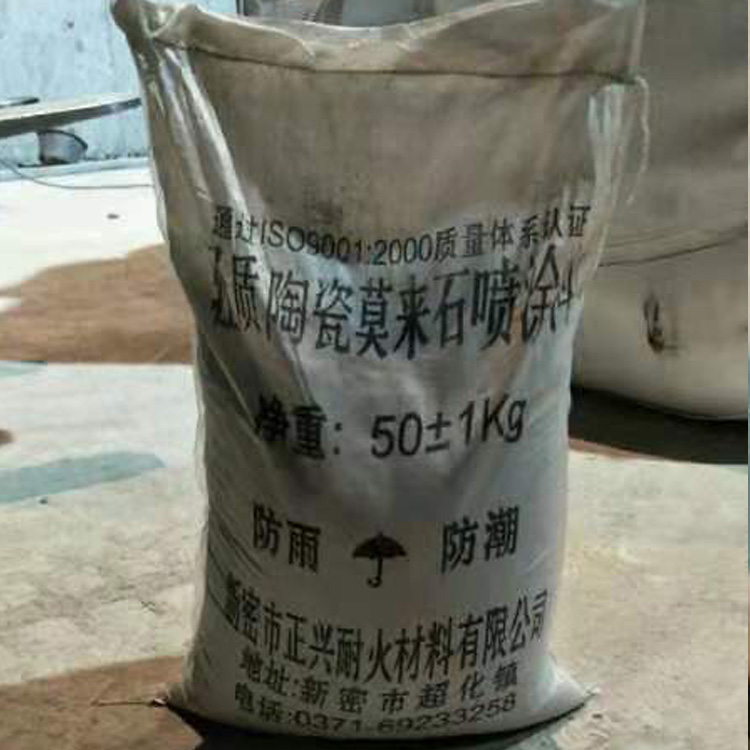 通过ISO9001:2000质量体系认证
质陶瓷莫来石喷涂料
净重：50±1Kg
防雨 防潮
新密市正兴耐火材料有限公司
地址:新密市超化镇
电话:0371-69233258